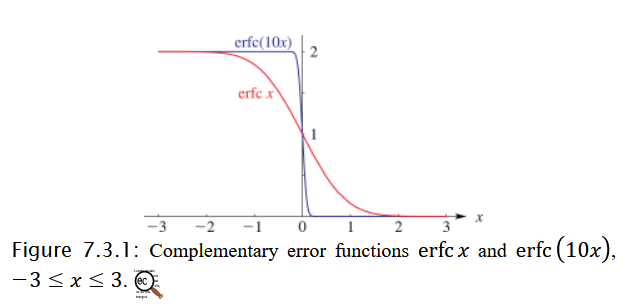 erfc(10x)
2
erfc x
1
−3 −2 −1 0 1 2 3 x
Figure 7.3.1: Complementary error functions erfc x and erfc (10x),
−3 ≤ x ≤ 3.